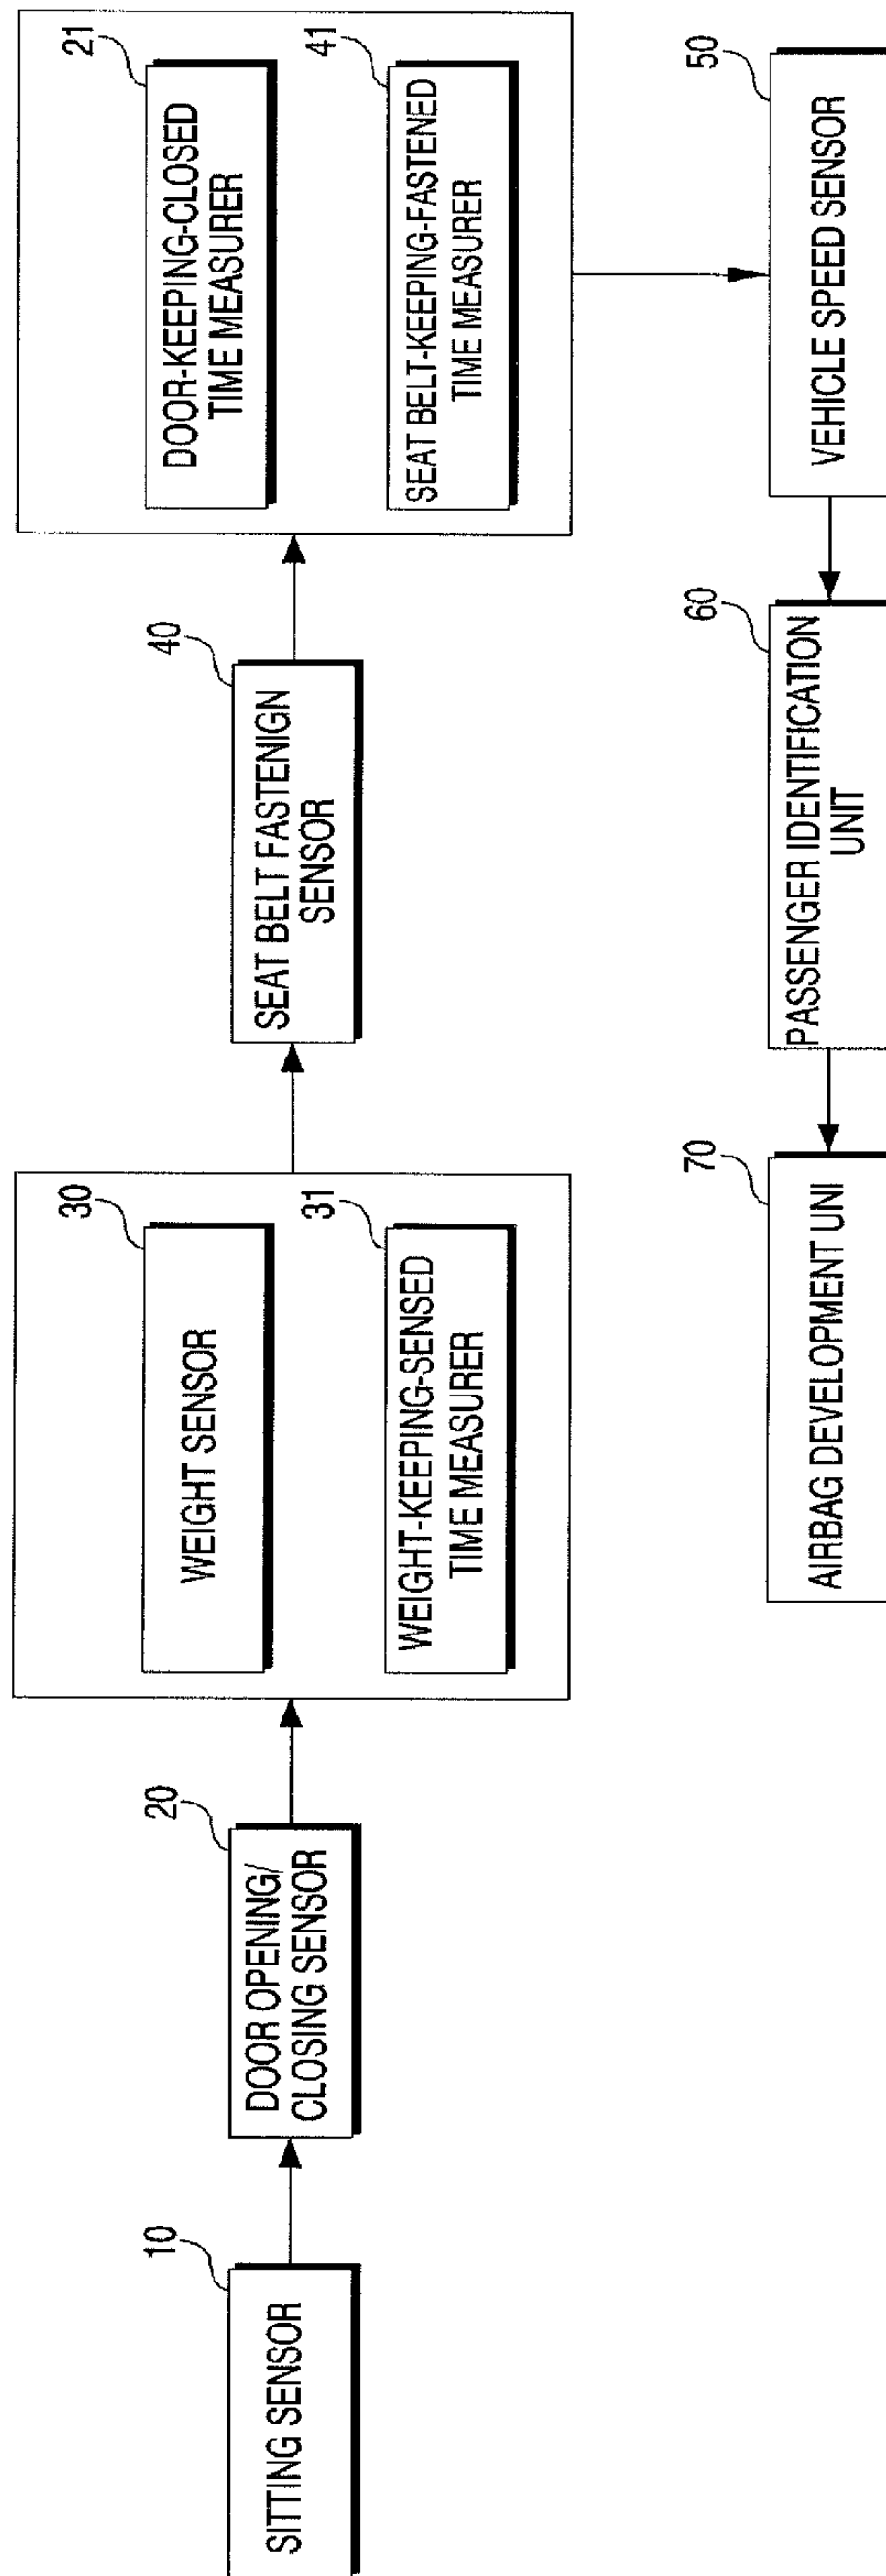 10
SITTING SENSOR
20
DOOR OPENING/
CLOSING SENSOR
30
WEIGHT SENSOR
31
WEIGHT-KEEPING-SENSED
TIME MEASURER
40
SEAT BELT FASTENIGN
SENSOR
21
DOOR-KEEPING-CLOSED
TIME MEASURER
41
SEAT BELT-KEEPING-FASTENED
TIME MEASURER
50
VEHICLE SPEED SENSOR
60
PASSENGER IDENTIFICATION
UNIT
70
AIRBAG DEVELOPMENT UNI